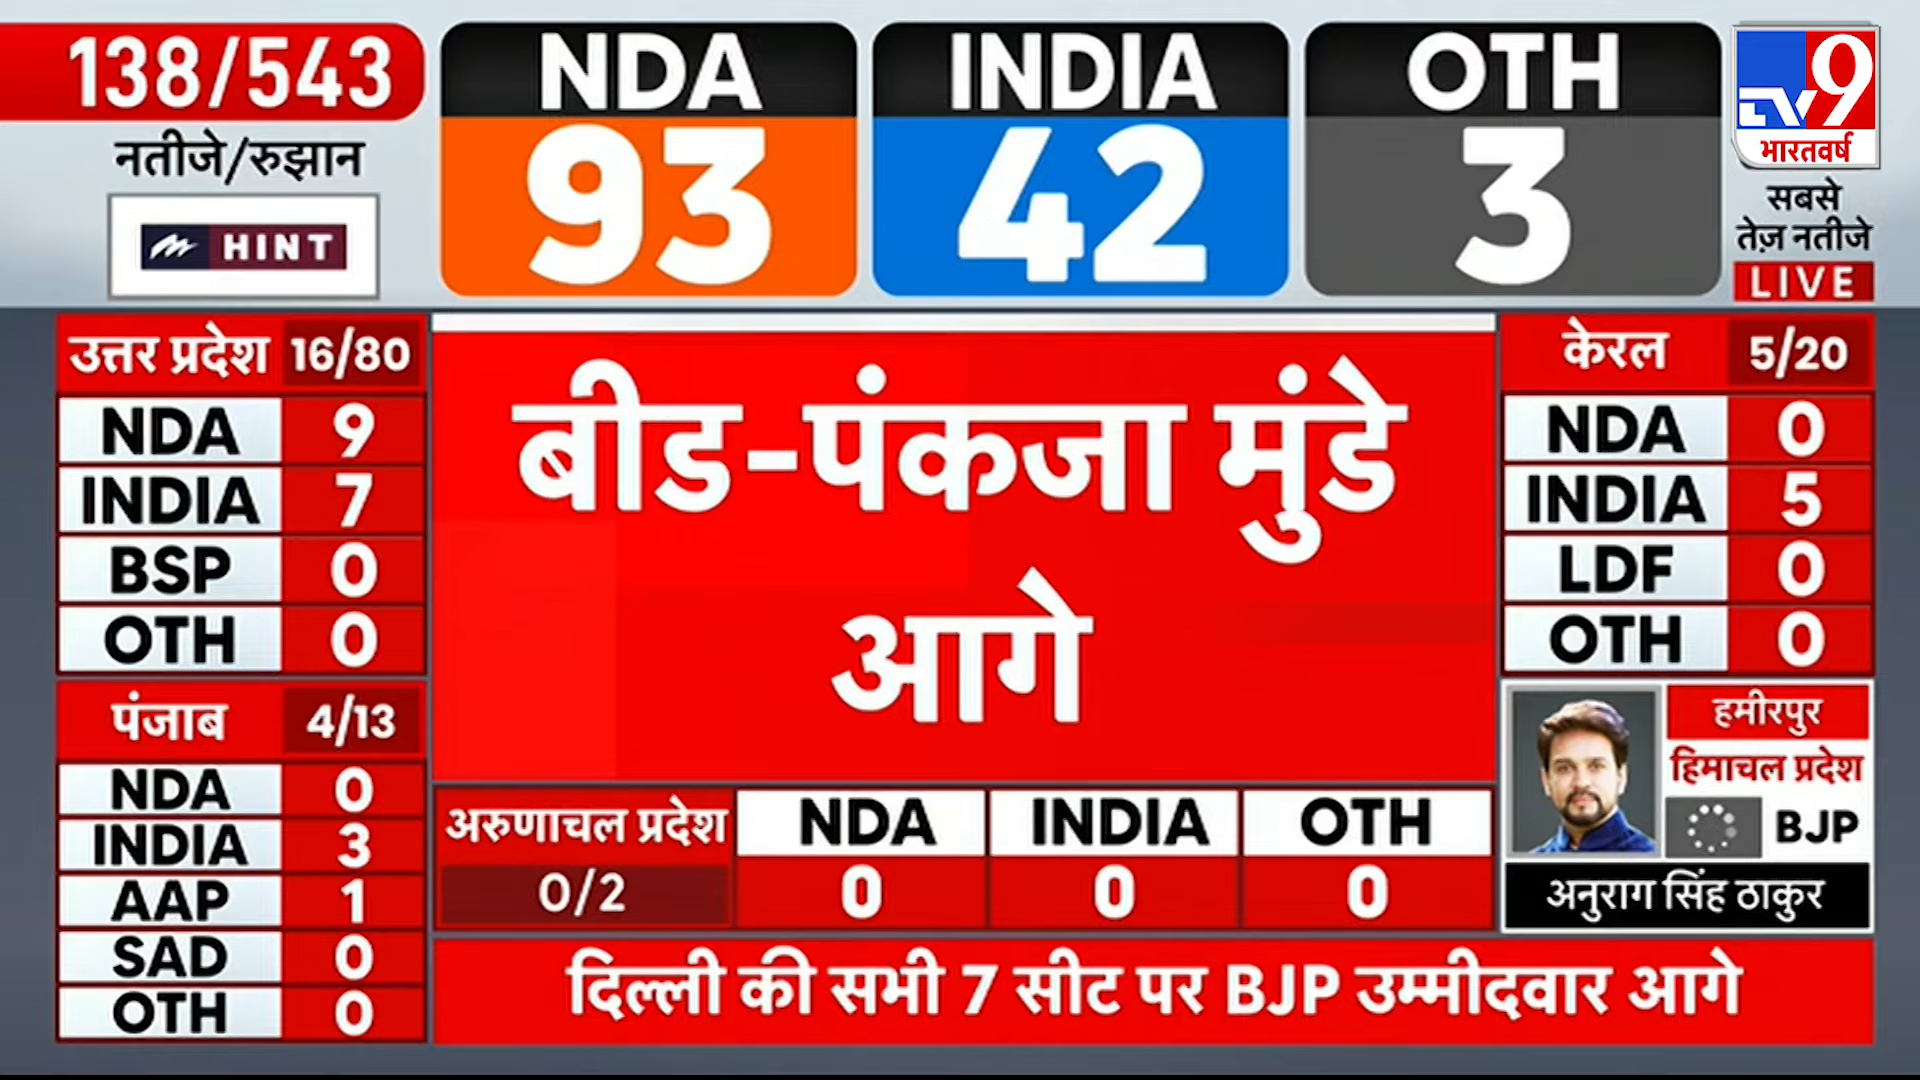 138/543
नतीजे/रुझान
HINT
NDA
93
INDIA
42
OTH
3
TV9
भारतवर्ष
सबसे
तेज़ नतीजे
LIVE
उत्तर प्रदेश 16/80
NDA 9
INDIA 7
BSP 0
OTH 0
पंजाब 4/13
NDA 0
INDIA 3
AAP 1
SAD 0
OTH 0
बीड-पंकजा मुंडे
आगे
अरुणाचल प्रदेश NDA INDIA OTH
0/2 0 0 0
केरल 5/20
NDA 0
INDIA 5
LDF 0
OTH 0
हमीरपुर
हिमाचल प्रदेश
BJP
अनुराग सिंह ठाकुर
दिल्ली की सभी 7 सीट पर BJP उम्मीदवार आगे